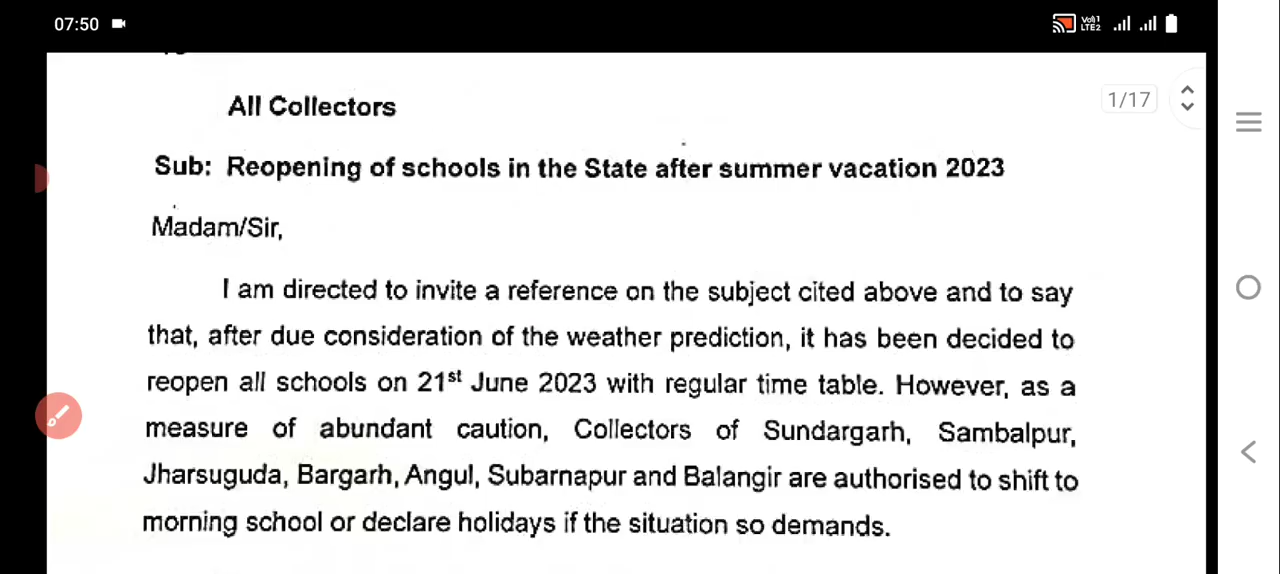 07:50
Vo)) 1
LTE2
All Collectors
1/17
Sub: Reopening of schools in the State after summer vacation 2023
Madam/Sir,
I am directed to invite a reference on the subject cited above and to say
that, after due consideration of the weather prediction, it has been decided to
reopen all schools on 21st June 2023 with regular time table. However, as a
measure of abundant caution, Collectors of Sundargarh, Sambalpur,
Jharsuguda, Bargarh, Angul, Subarnapur and Balangir are authorised to shift to
morning school or declare holidays if the situation so demands.